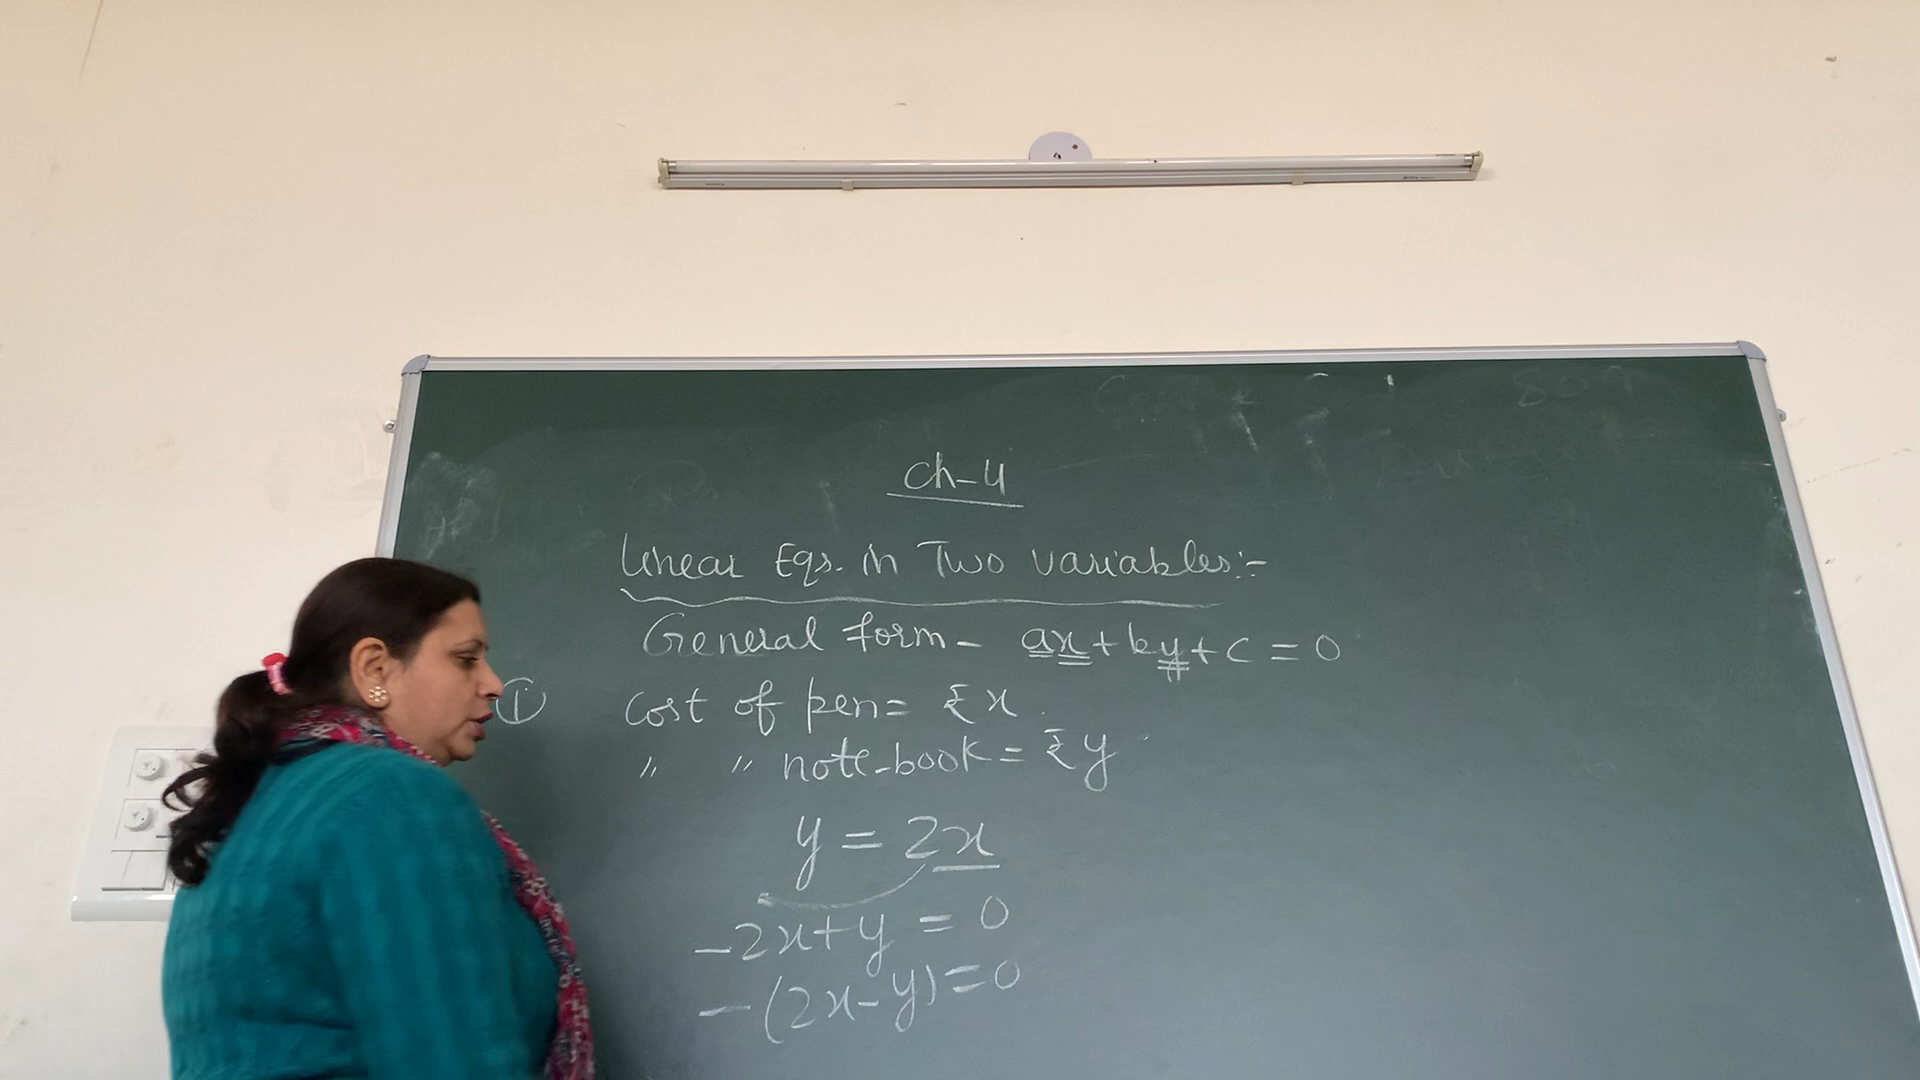 Ch-4
Linear Eqs. in Two variables:-
General form - ax + by + c = 0
① Cost of pen = ₹ x
〃 〃 note-book = ₹ y
y = 2x
-2x+y = 0
-(2x-y)=0